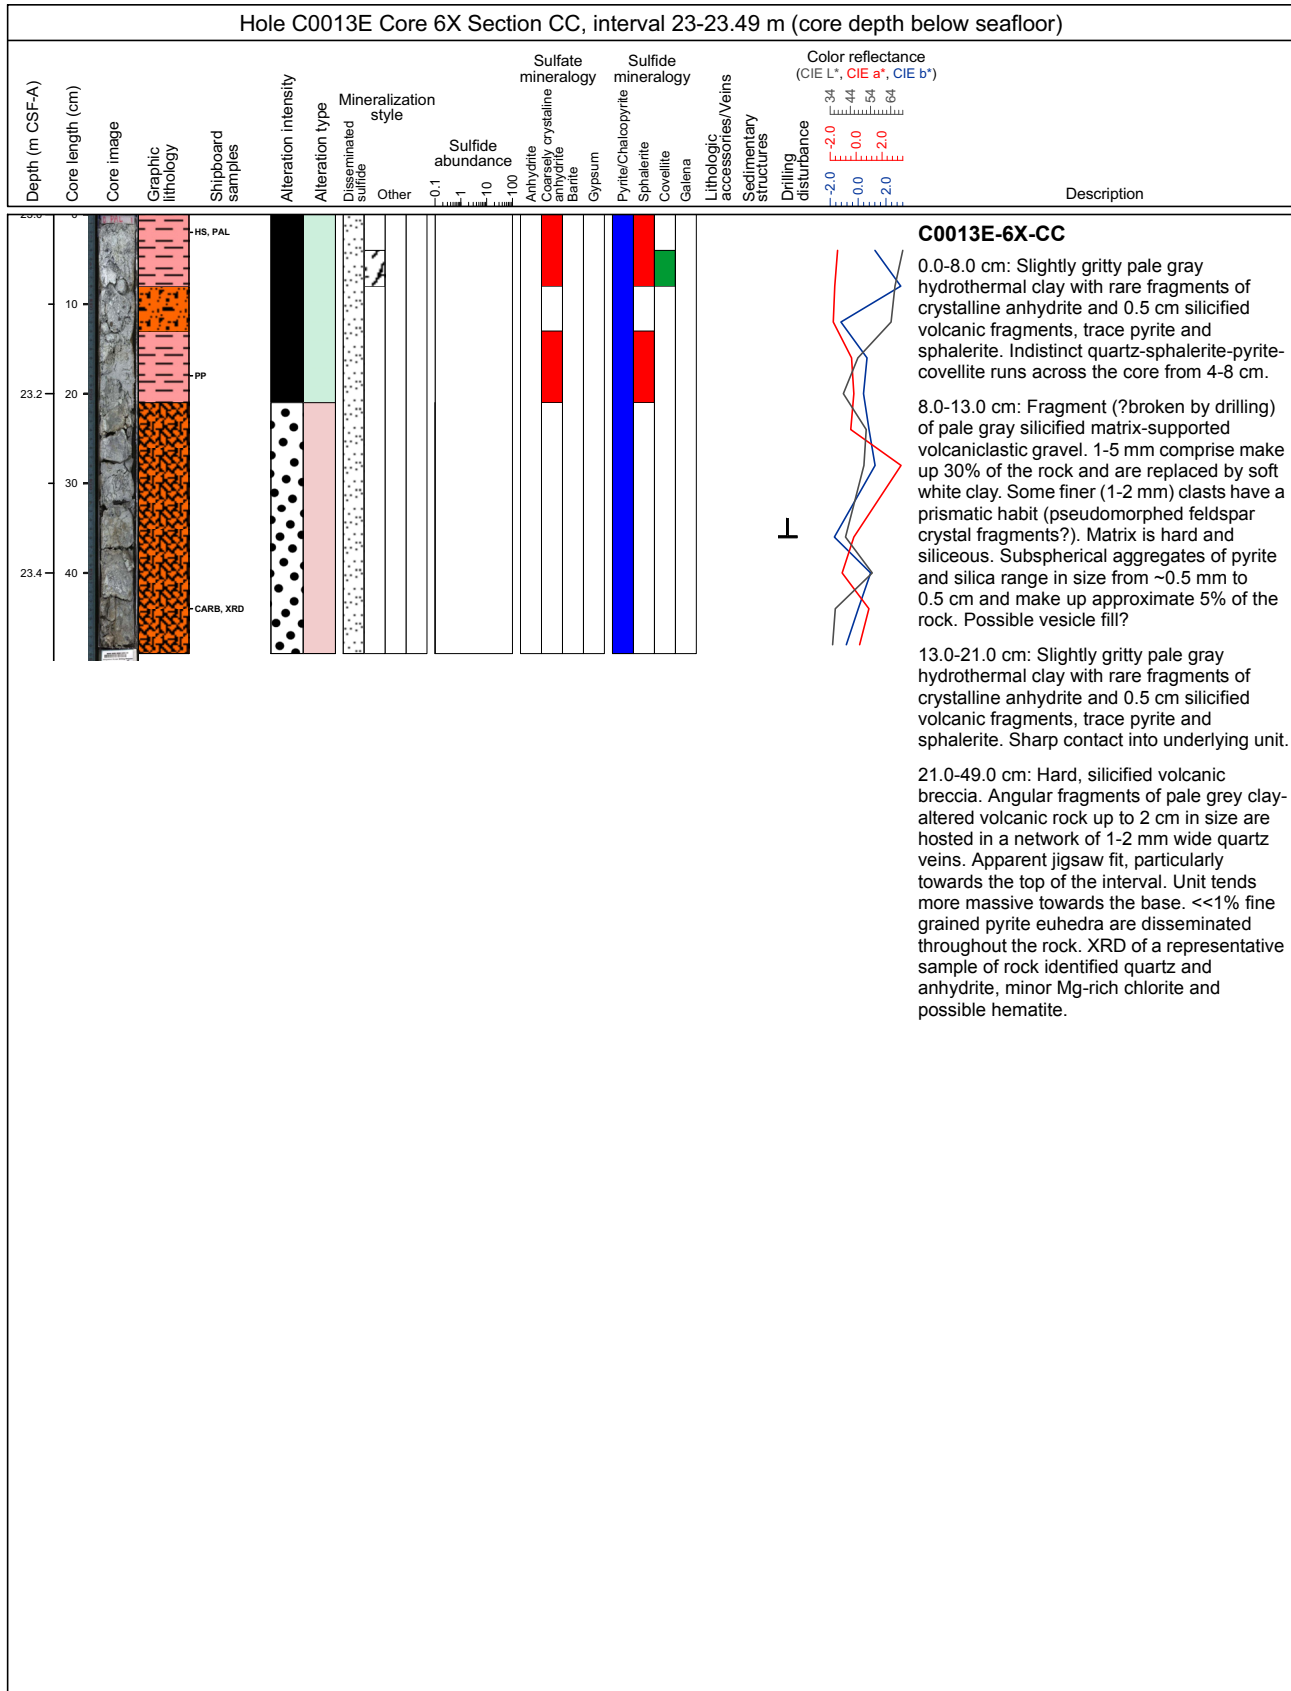 Hole C0013E Core 6X Section CC, interval 23-23.49 m (core depth below seafloor)
Depth (m CSF-A)
Core length (cm)
Core image
Graphic
lithology
Shipboard
samples
Alteration intensity
Alteration type
Mineralization
style
Disseminated
sulfide
Other
Sulfide
abundance
0.1
1
10
100
Sulfate
mineralogy
Anhydrite
Coarsely crystaline
anhydrite
Barite
Gypsum
Sulfide
mineralogy
Pyrite/Chalcopyrite
Sphalerite
Covellite
Galena
Lithologic
accessories/Veins
Sedimentary
structures
Drilling
disturbance
Color reflectance
(CIE L*, CIE a*, CIE b*)
34 44 54 64
-2.0 0.0 2.0
-2.0 0.0 2.0
Description
HS, PAL
10
PP
23.2
20
30
23.4
40
CARB, XRD
C0013E-6X-CC
0.0-8.0 cm: Slightly gritty pale gray
hydrothermal clay with rare fragments of
crystalline anhydrite and 0.5 cm silicified
volcanic fragments, trace pyrite and
sphalerite. Indistinct quartz-sphalerite-pyrite-
covellite runs across the core from 4-8 cm.
8.0-13.0 cm: Fragment (?broken by drilling)
of pale gray silicified matrix-supported
volcaniclastic gravel. 1-5 mm comprise make
up 30% of the rock and are replaced by soft
white clay. Some finer (1-2 mm) clasts have a
prismatic habit (pseudomorphed feldspar
crystal fragments?). Matrix is hard and
siliceous. Subspherical aggregates of pyrite
and silica range in size from ~0.5 mm to
0.5 cm and make up approximate 5% of the
rock. Possible vesicle fill?
13.0-21.0 cm: Slightly gritty pale gray
hydrothermal clay with rare fragments of
crystalline anhydrite and 0.5 cm silicified
volcanic fragments, trace pyrite and
sphalerite. Sharp contact into underlying unit.
21.0-49.0 cm: Hard, silicified volcanic
breccia. Angular fragments of pale grey clay-
altered volcanic rock up to 2 cm in size are
hosted in a network of 1-2 mm wide quartz
veins. Apparent jigsaw fit, particularly
towards the top of the interval. Unit tends
more massive towards the base. <<1% fine
grained pyrite euhedra are disseminated
throughout the rock. XRD of a representative
sample of rock identified quartz and
anhydrite, minor Mg-rich chlorite and
possible hematite.